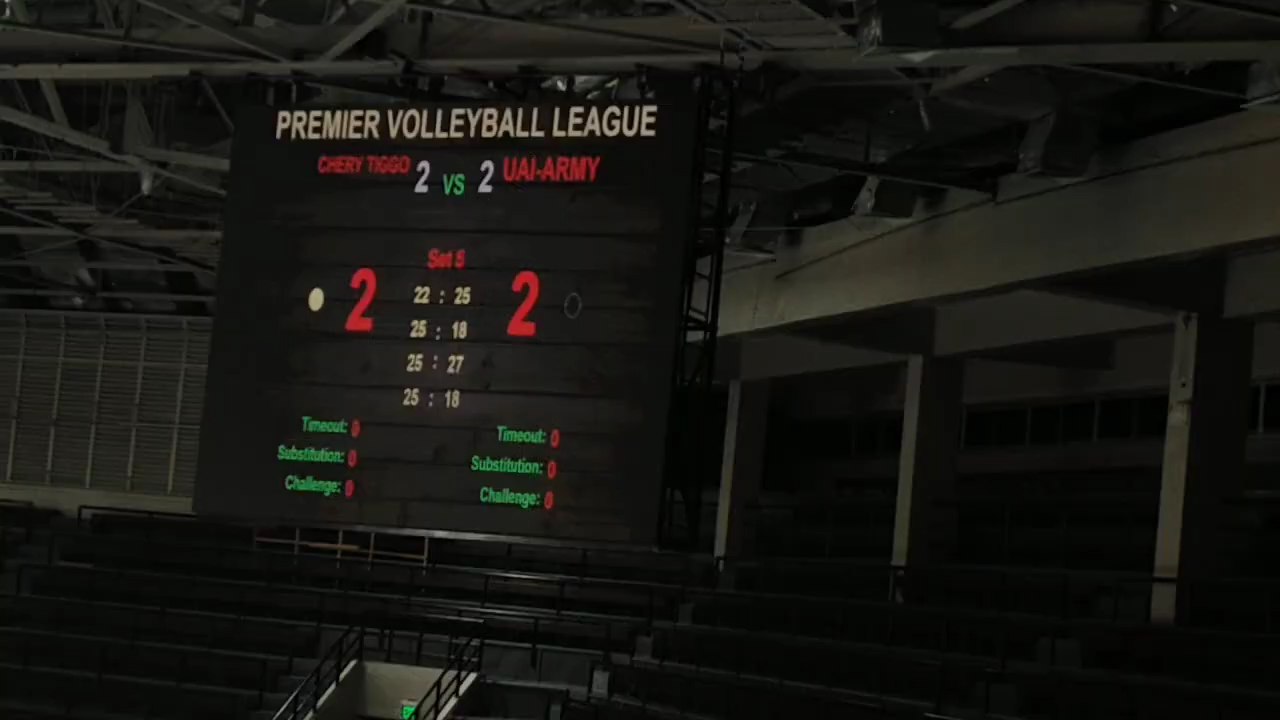 PREMIER VOLLEYBALL LEAGUE
CHERY TIGGO 2 VS 2 UAI-ARMY
Set 5
2 2
22 : 25
25 : 18
25 : 27
25 : 18
Timeout: 0 Timeout: 0
Substitution: 0 Substitution: 0
Challenge: 0 Challenge: 0